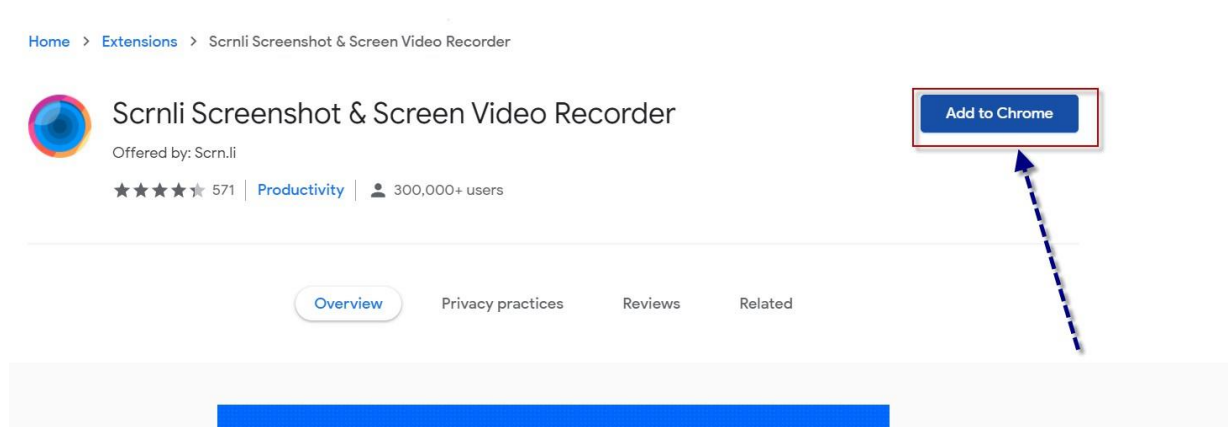 Home > Extensions > Scrnli Screenshot & Screen Video Recorder
Scrnli Screenshot & Screen Video Recorder
Add to Chrome
Offered by: Scrn.li
571 | Productivity | 300,000+ users
Overview Privacy practices Reviews Related